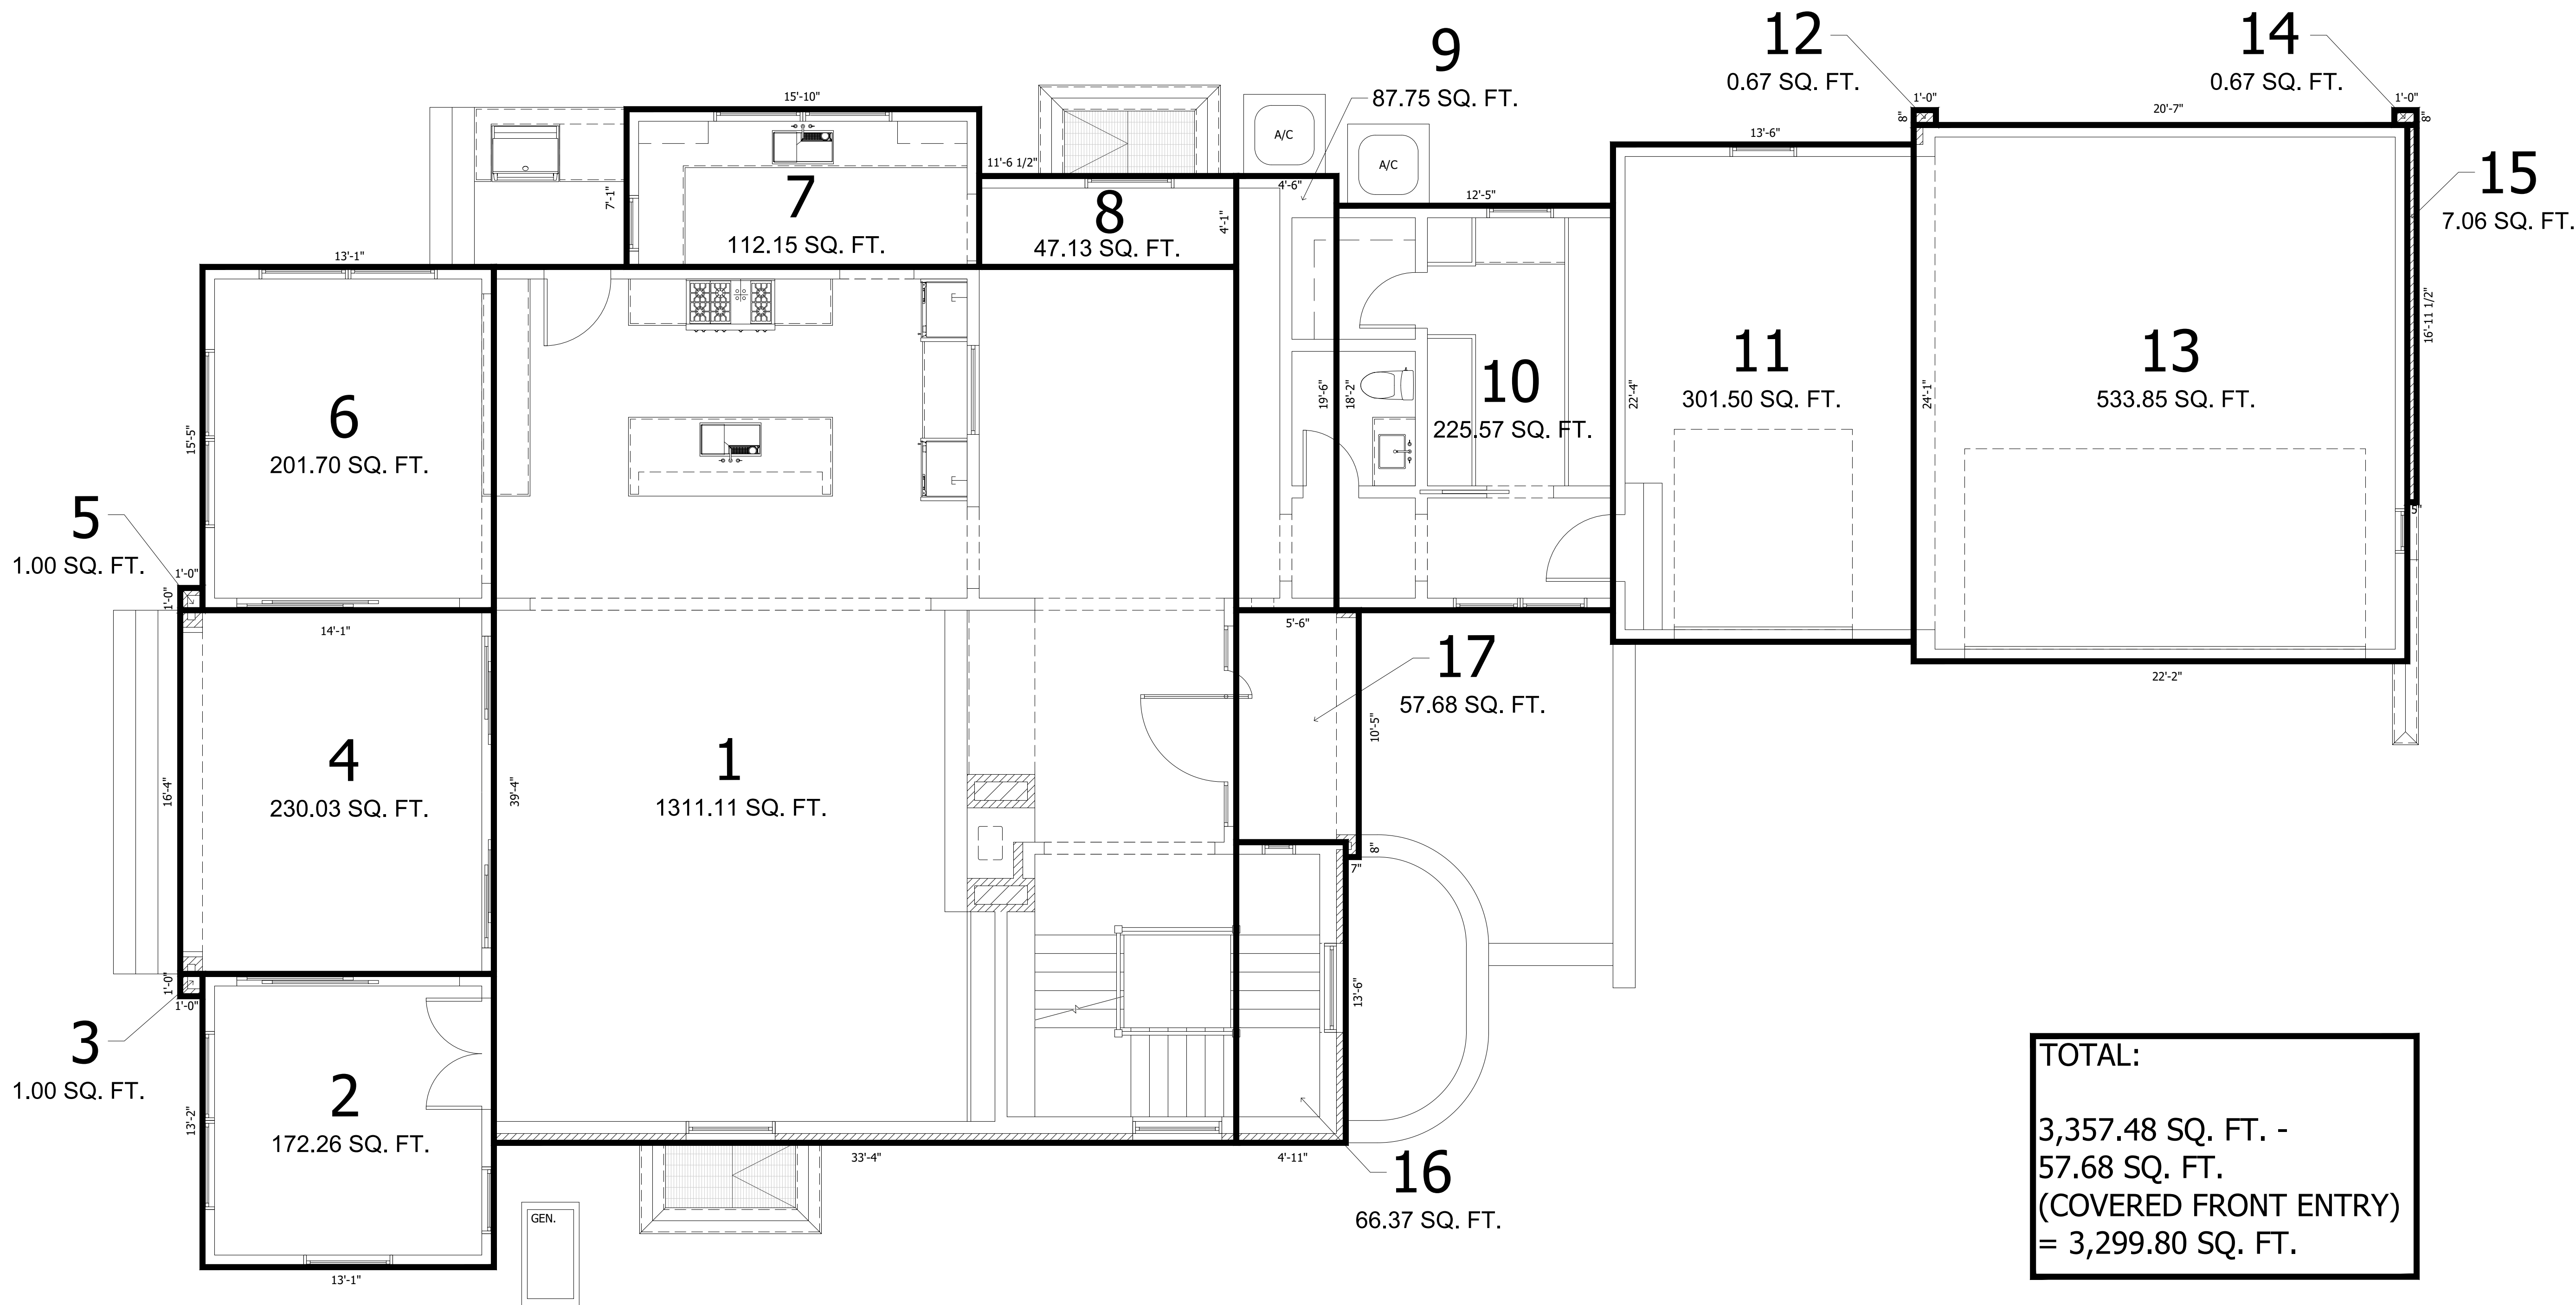 12
0.67 SQ. FT.
14
0.67 SQ. FT.
9
87.75 SQ. FT.
15'-10"
1'-0"
8"
20'-7"
1'-0"
8"
A/C
A/C
13'-6"
11'-6 1/2"
4'-6"
15
7.06 SQ. FT.
7'-1"
7
112.15 SQ. FT.
8
47.13 SQ. FT.
4'-1"
12'-5"
13'-1"
6
201.70 SQ. FT.
15'-5"
19'-6"
18'-2"
10
225.57 SQ. FT.
22'-4"
11
301.50 SQ. FT.
24'-1"
13
533.85 SQ. FT.
16'-11 1/2"
5"
5
1.00 SQ. FT.
1'-0"
1'-0"
14'-1"
5'-6"
17
57.68 SQ. FT.
22'-2"
4
230.03 SQ. FT.
16'-4"
39'-4"
1
1311.11 SQ. FT.
10'-5"
8"
7"
1'-0"
1'-0"
3
1.00 SQ. FT.
13'-6"
2
172.26 SQ. FT.
13'-2"
33'-4"
4'-11"
16
66.37 SQ. FT.
GEN.
13'-1"
TOTAL:
3,357.48 SQ. FT. -
57.68 SQ. FT.
(COVERED FRONT ENTRY)
= 3,299.80 SQ. FT.